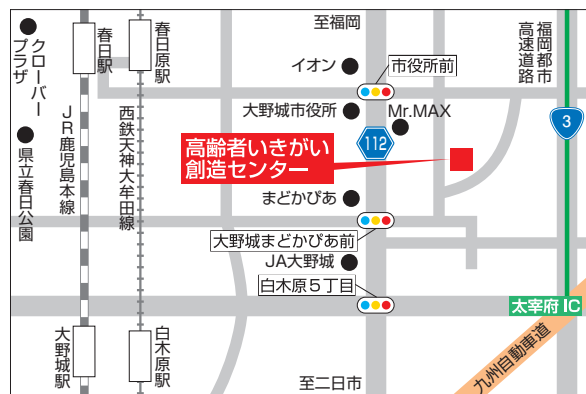 至福岡
福岡都市
高速道路
春日駅
春日原駅
クローバー
プラザ
イオン
市役所前
大野城市役所
Mr.MAX
3
112
県立春日公園
JR鹿児島本線
西鉄天神大牟田線
高齢者いきがい
創造センター
まどかぴあ
大野城まどかぴあ前
JA大野城
白木原5丁目
太宰府IC
大野城駅
白木原駅
九州自動車道
至二日市